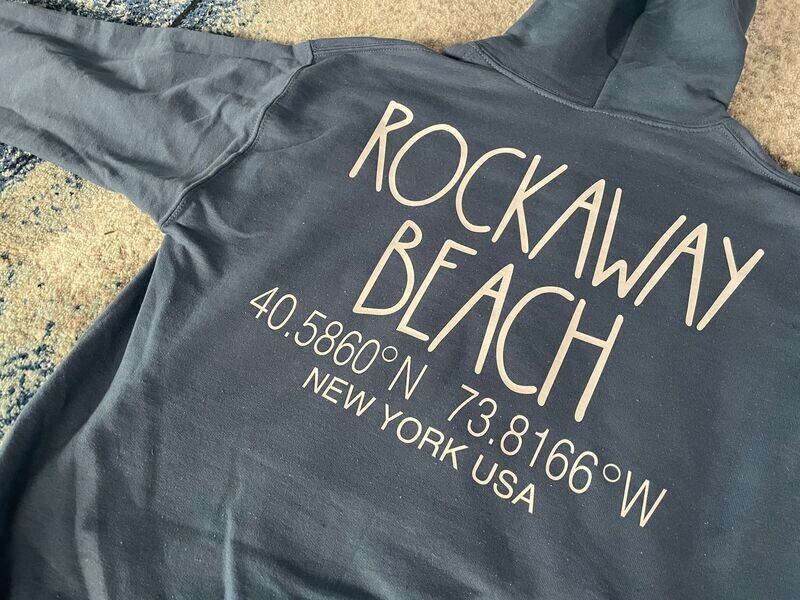 ROCKAWAY
BEACH
40.5860°N 73.8166°W
NEW YORK USA